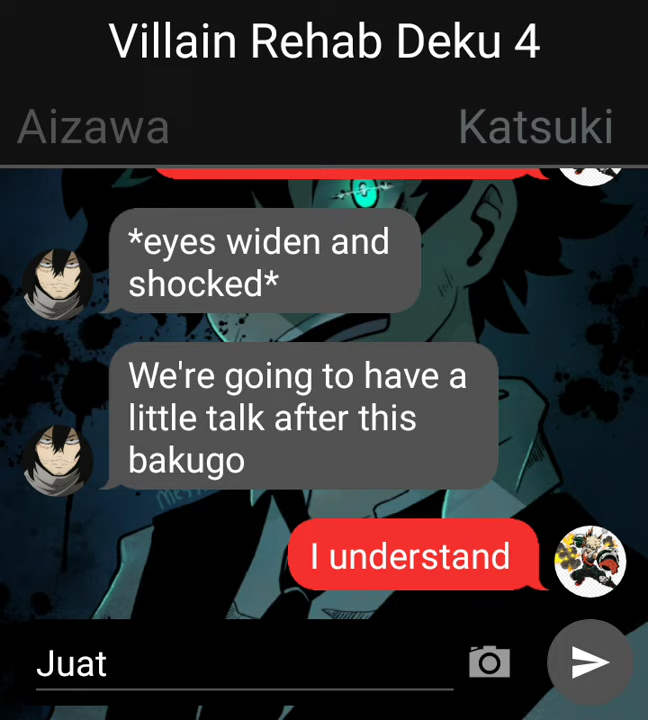 Villain Rehab Deku 4
Aizawa Katsuki
*eyes widen and
shocked*
We're going to have a
little talk after this
bakugo
I understand
Juat